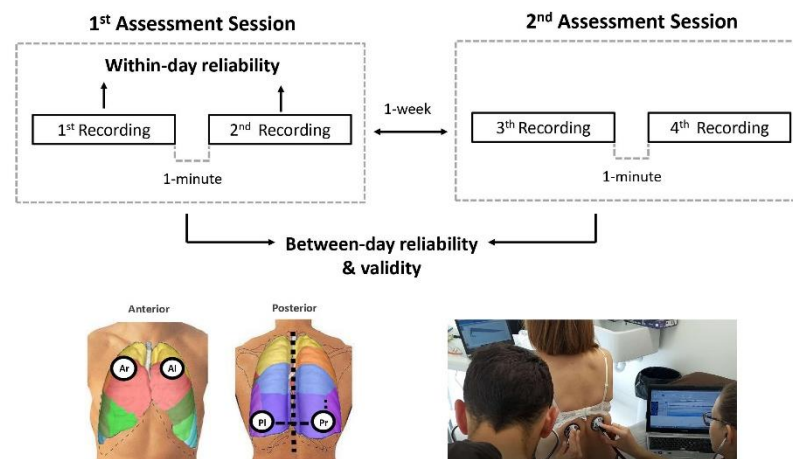 1st Assessment Session
2nd Assessment Session
Within-day reliability
1st Recording
2nd Recording
1-week
3th Recording
4th Recording
1-minute
1-minute
Between-day reliability
& validity
Anterior
Posterior
Ar
Al
Pl
Pr